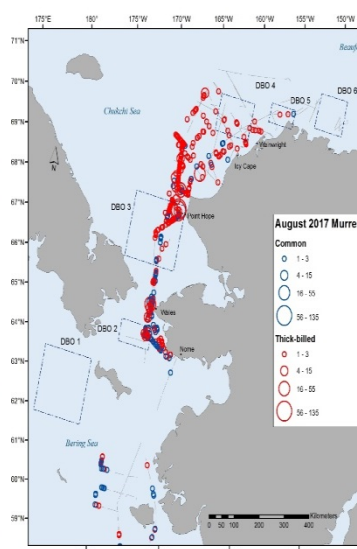 175°E 180° 175°W 170°W 165°W 160°W 155°W 150°W
71°N
70°N
69°N
68°N
67°N
66°N
65°N
64°N
63°N
62°N
61°N
60°N
59°N
Chukchi Sea
DBO 4
DBO 5
DBO 6
Wainwright
Icy Cape
DBO 3
Point Hope
Wales
DBO 2
Nome
DBO 1
Bering Sea
August 2017 Murre
Common
1 - 3
4 - 15
16 - 55
56 - 135
Thick-billed
1 - 3
4 - 15
16 - 55
56 - 135
Kilometers
0 50 100 200 300 400